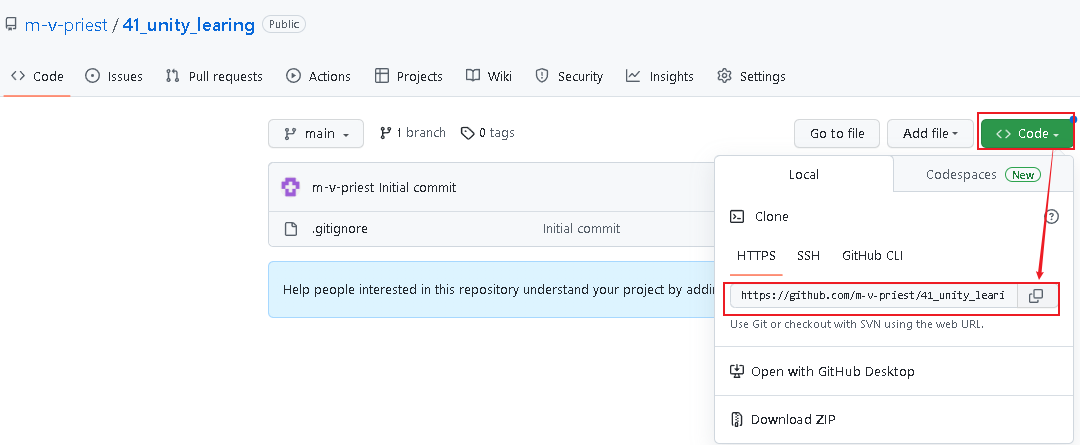 m-v-priest / 41_unity_learing Public
Code Issues Pull requests Actions Projects Wiki Security Insights Settings
main 1 branch 0 tags Go to file Add file Code
m-v-priest Initial commit
.gitignore Initial commit
Help people interested in this repository understand your project by addin
Local Codespaces New
Clone
HTTPS SSH GitHub CLI
https://github.com/m-v-priest/41_unity_leari
Use Git or checkout with SVN using the web URL.
Open with GitHub Desktop
Download ZIP